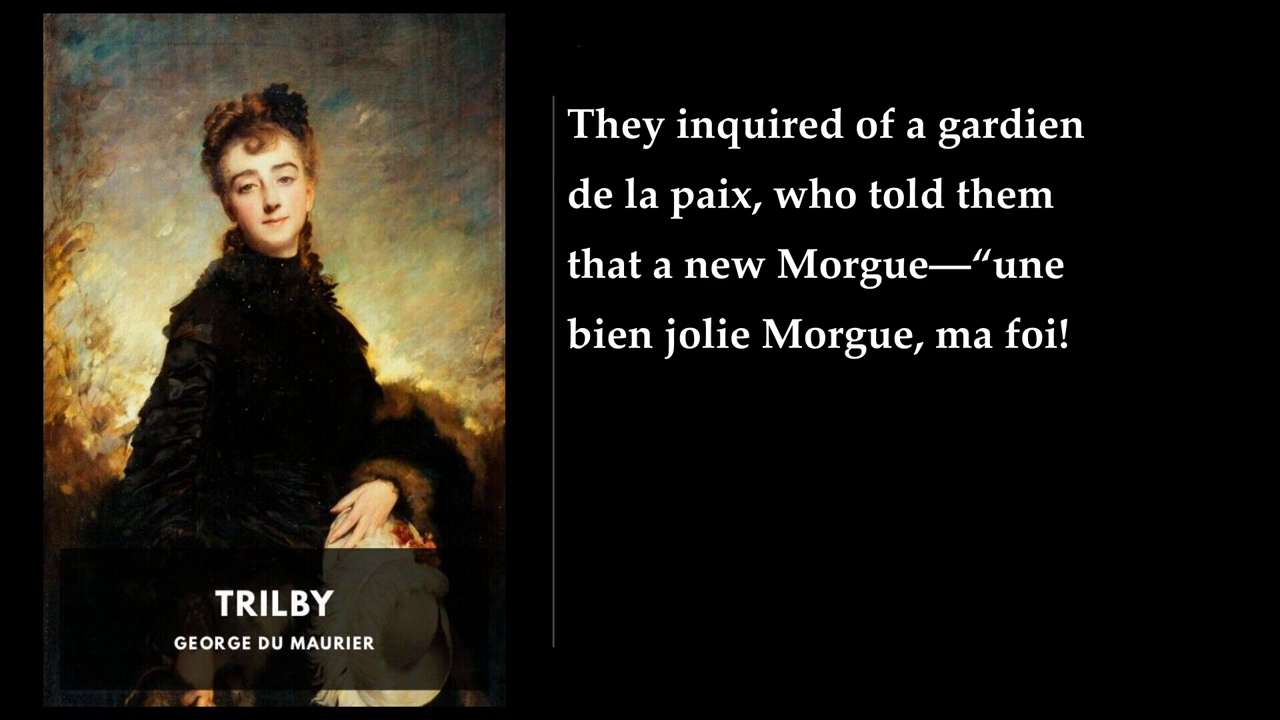 TRILBY
GEORGE DU MAURIER
They inquired of a gardien
de la paix, who told them
that a new Morgue—“une
bien jolie Morgue, ma foi!